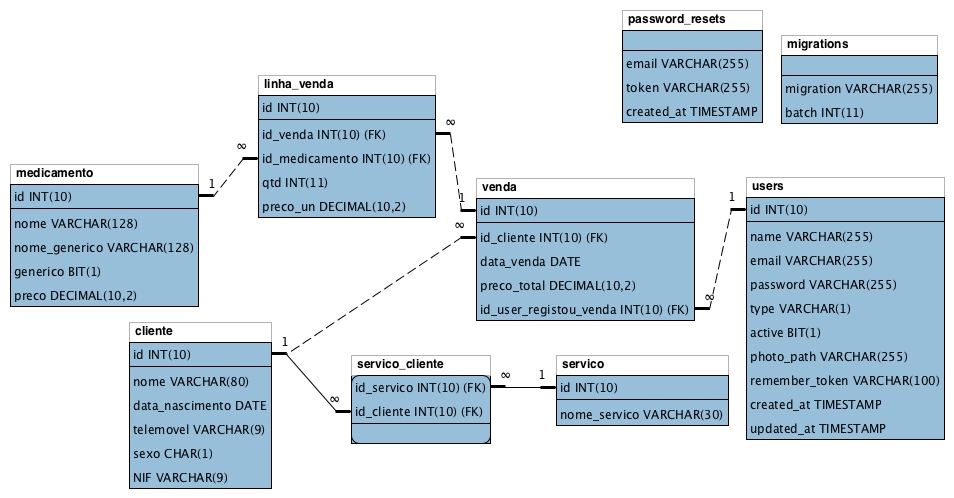 password_resets
email VARCHAR(255)
token VARCHAR(255)
created_at TIMESTAMP
migrations
migration VARCHAR(255)
batch INT(11)
linha_venda
id INT(10)
id_venda INT(10) (FK)
id_medicamento INT(10) (FK)
qtd INT(11)
preco_un DECIMAL(10,2)
∞
∞
1
1
∞
medicamento
id INT(10)
nome VARCHAR(128)
nome_generico VARCHAR(128)
generico BIT(1)
preco DECIMAL(10,2)
venda
id INT(10)
id_cliente INT(10) (FK)
data_venda DATE
preco_total DECIMAL(10,2)
id_user_registou_venda INT(10) (FK)
1
∞
users
id INT(10)
name VARCHAR(255)
email VARCHAR(255)
password VARCHAR(255)
type VARCHAR(1)
active BIT(1)
photo_path VARCHAR(255)
remember_token VARCHAR(100)
created_at TIMESTAMP
updated_at TIMESTAMP
cliente
id INT(10)
nome VARCHAR(80)
data_nascimento DATE
telemovel VARCHAR(9)
sexo CHAR(1)
NIF VARCHAR(9)
1
∞
servico_cliente
id_servico INT(10) (FK)
id_cliente INT(10) (FK)
∞
1
servico
id INT(10)
nome_servico VARCHAR(30)